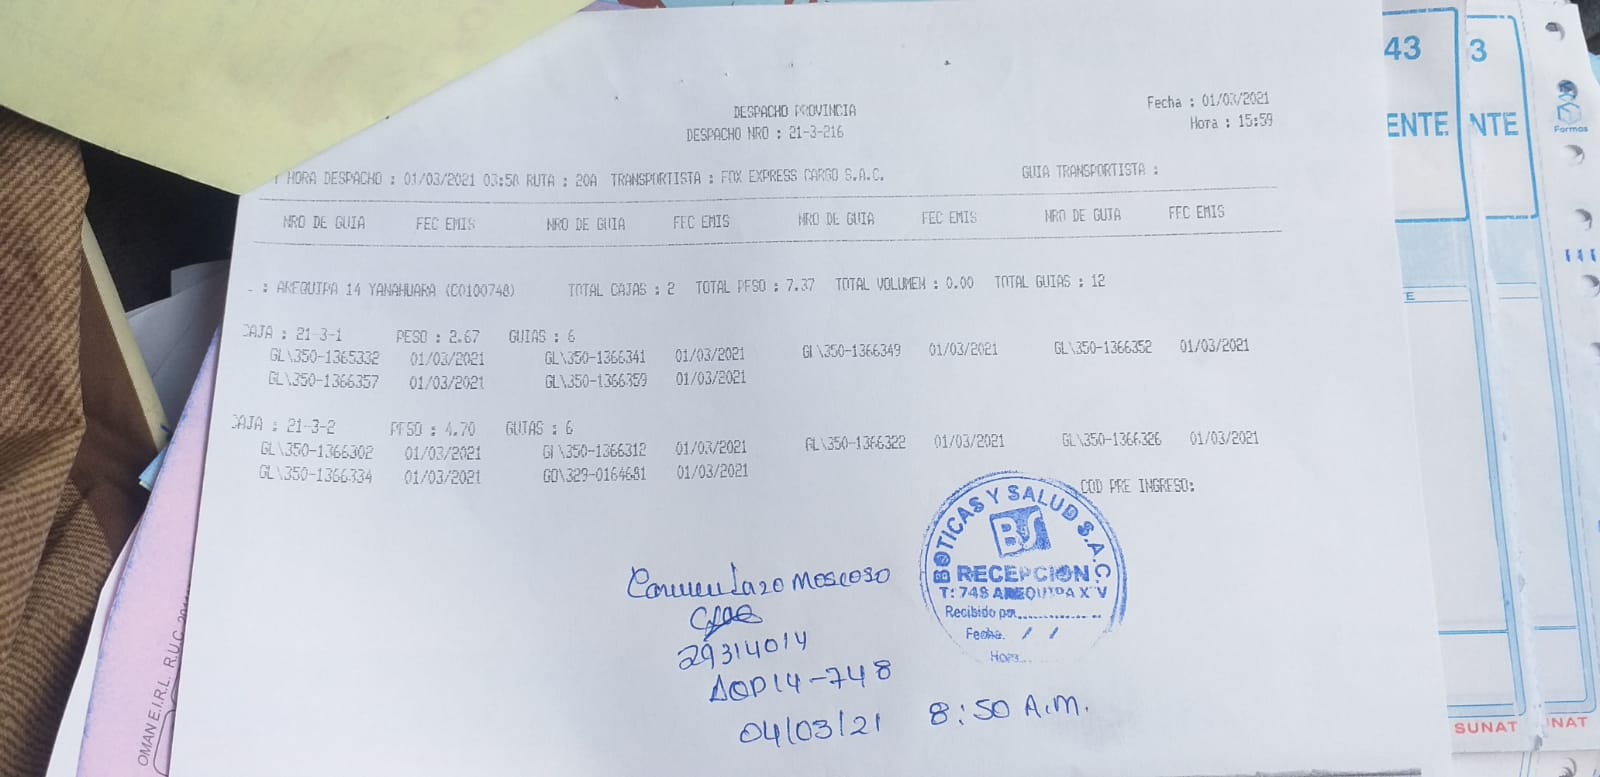 DESPACHO PROVINCIA
DESPACHO NRO : 21-3-216
Fecha : 01/03/2021
Hora : 15:59
HORA DESPACHO : 01/03/2021 03:58 RUTA : 20A TRANSPORTISTA : FOX EXPRESS CARGO S.A.C. GUIA TRANSPORTISTA :
NRO DE GUIA FEC EMIS NRO DE GUIA FEC EMIS NRO DE GUIA FEC EMIS NRO DE GUIA FEC EMIS
: AREQUIPA 14 YANAHUARA (C0100748) TOTAL CAJAS : 2 TOTAL PESO : 7.37 TOTAL VOLUMEN : 0.00 TOTAL GUIAS : 12
CAJA : 21-3-1 PESO : 2.67 GUIAS : 6
GL\350-1365332 01/03/2021 GL\350-1366341 01/03/2021 GL\350-1366349 01/03/2021 GL\350-1366352 01/03/2021
GL\350-1366357 01/03/2021 GL\350-1366359 01/03/2021
CAJA : 21-3-2 PESO : 4.70 GUIAS : 6
GL\350-1366302 01/03/2021 GL\350-1366312 01/03/2021 GL\350-1366322 01/03/2021 GL\350-1366326 01/03/2021
GL\350-1366334 01/03/2021 GD\329-0164681 01/03/2021
COD PRE INGRESO:
BOTICAS Y SALUD S.A.C.
BS
RECEPCION
T: 748 AREQUIPA XIV
Recibido por
Fecha. / /
Hora
Moscoso
29314014
AQP14-748
04/03/21 8:50 A.M.
OMAN E.I.R.L. R.U.C.
43
ENTE
3
NTE
Formas
SUNAT
UNAT